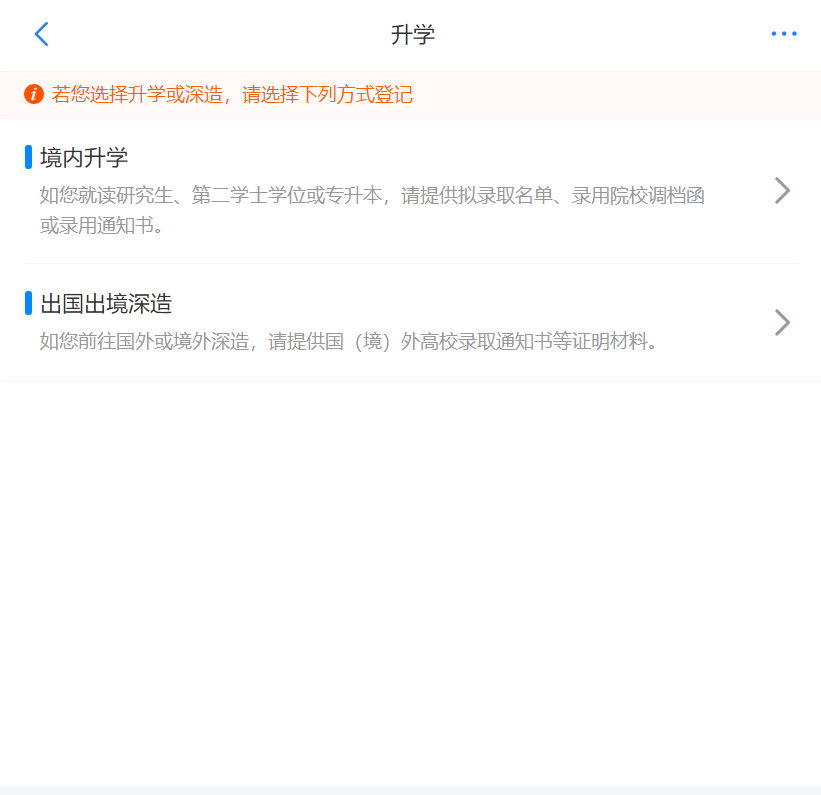 升学
若您选择升学或深造，请选择下列方式登记
境内升学
如您就读研究生、第二学士学位或专升本，请提供拟录取名单、录用院校调档函
或录用通知书。
出国出境深造
如您前往国外或境外深造，请提供国（境）外高校录取通知书等证明材料。